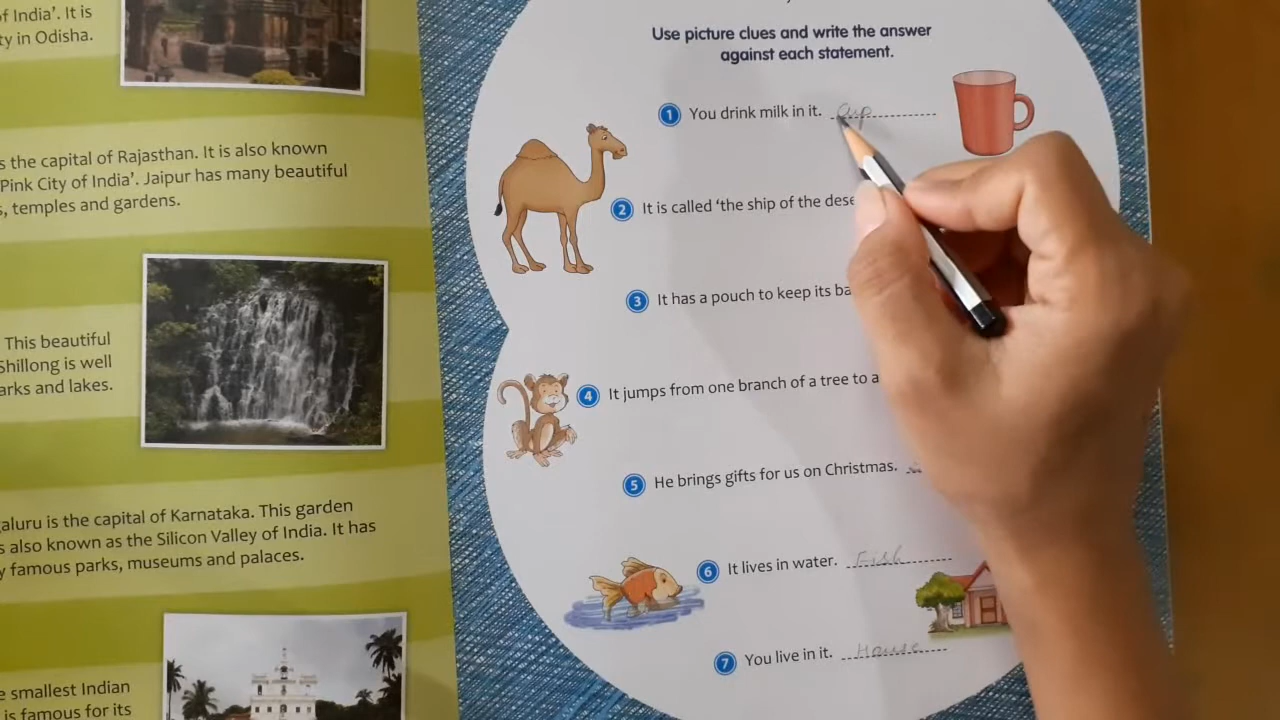 f India'. It is
ty in Odisha.
s the capital of Rajasthan. It is also known
Pink City of India'. Jaipur has many beautiful
s, temples and gardens.
This beautiful
Shillong is well
arks and lakes.
aluru is the capital of Karnataka. This garden
s also known as the Silicon Valley of India. It has
y famous parks, museums and palaces.
e smallest Indian
is famous for its
Use picture clues and write the answer
against each statement.
1 You drink milk in it. Cup
2 It is called 'the ship of the dese
3 It has a pouch to keep its ba
4 It jumps from one branch of a tree to a
5 He brings gifts for us on Christmas.
6 It lives in water. Fish
7 You live in it. House